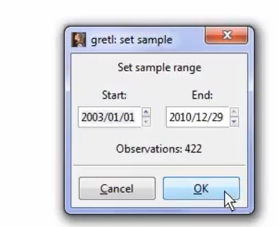 gretl: set sample
Set sample range
Start: End:
2003/01/01 2010/12/29
Observations: 422
Cancel OK